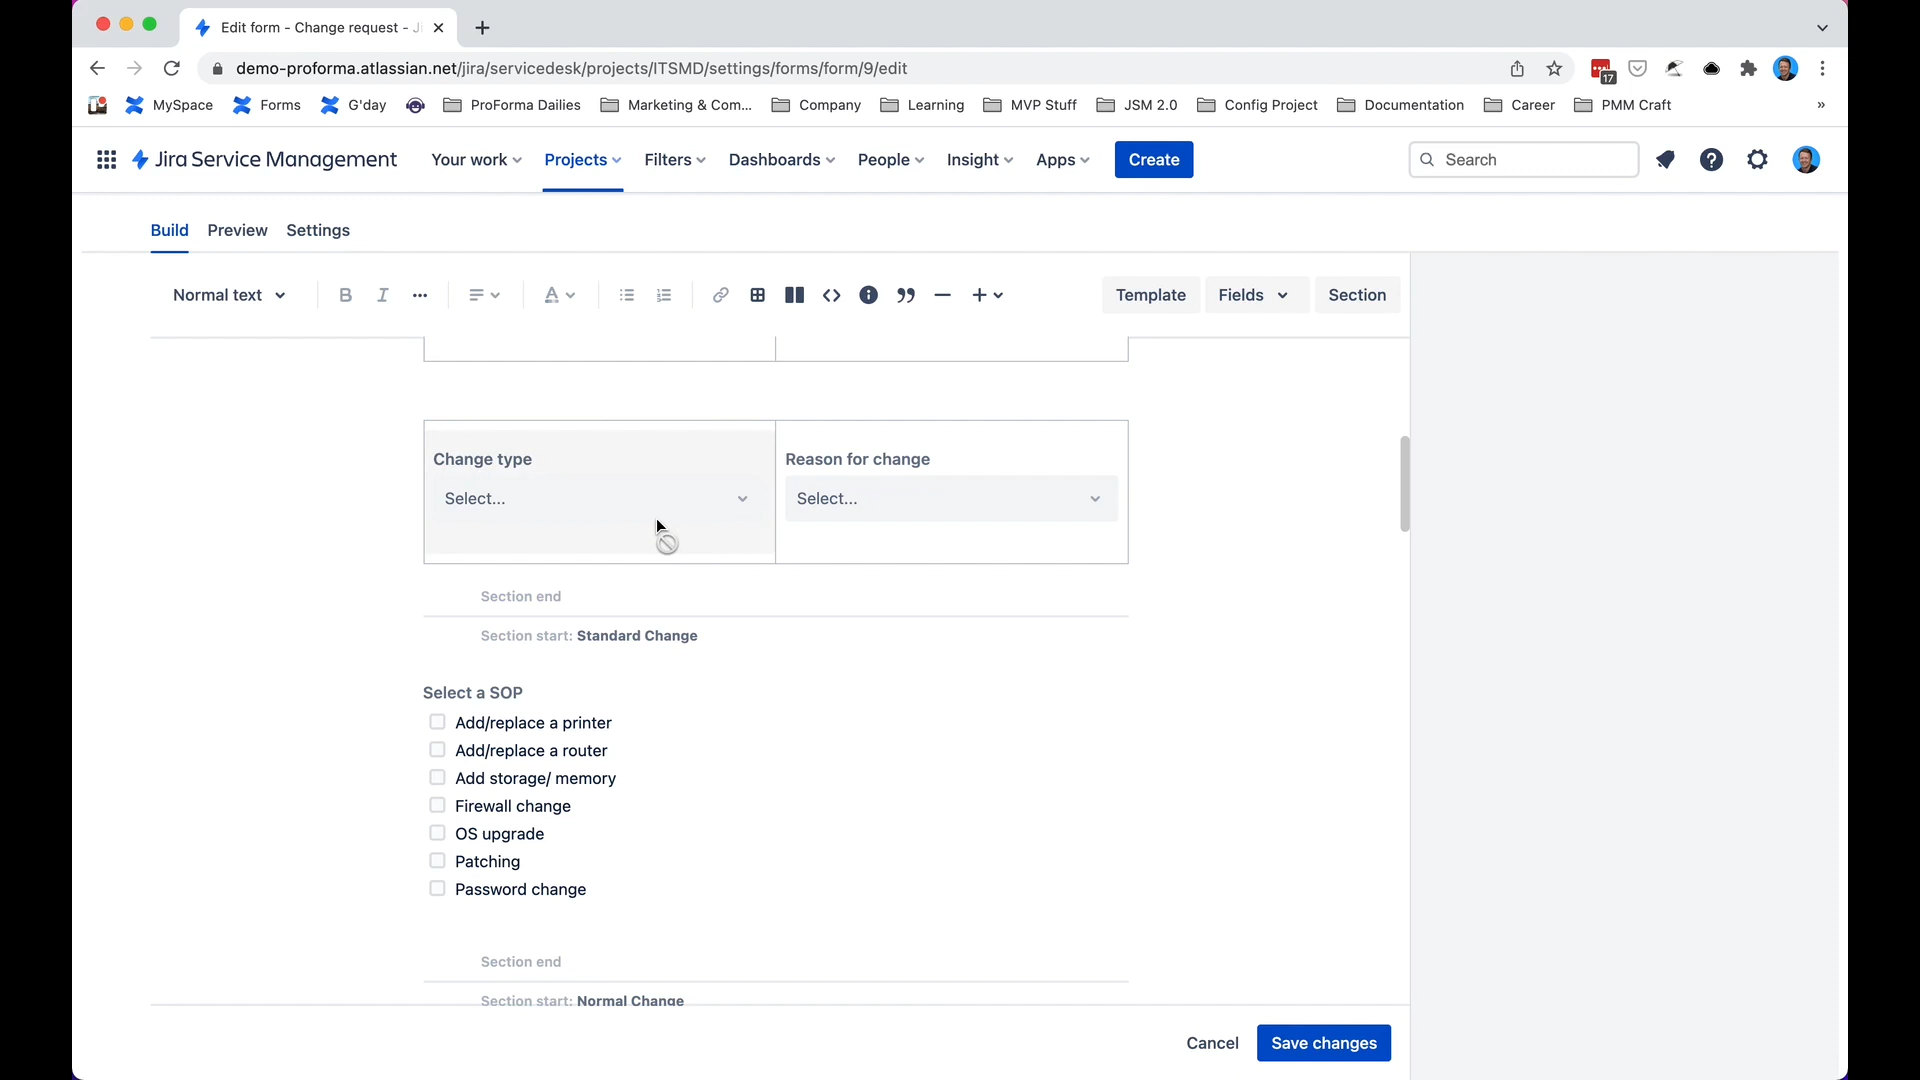 Edit form - Change request - Ji
demo-proforma.atlassian.net/jira/servicedesk/projects/ITSMD/settings/forms/form/9/edit
17
MySpace Forms G'day ProForma Dailies Marketing & Com... Company Learning MVP Stuff JSM 2.0 Config Project Documentation Career PMM Craft »
Jira Service Management Your work Projects Filters Dashboards People Insight Apps Create Search
Build Preview Settings
Normal text B I A Template Fields Section
Change type Reason for change
Select... Select...
Section end
Section start: Standard Change
Select a SOP
Add/replace a printer
Add/replace a router
Add storage/ memory
Firewall change
OS upgrade
Patching
Password change
Section end
Section start: Normal Change
Cancel Save changes